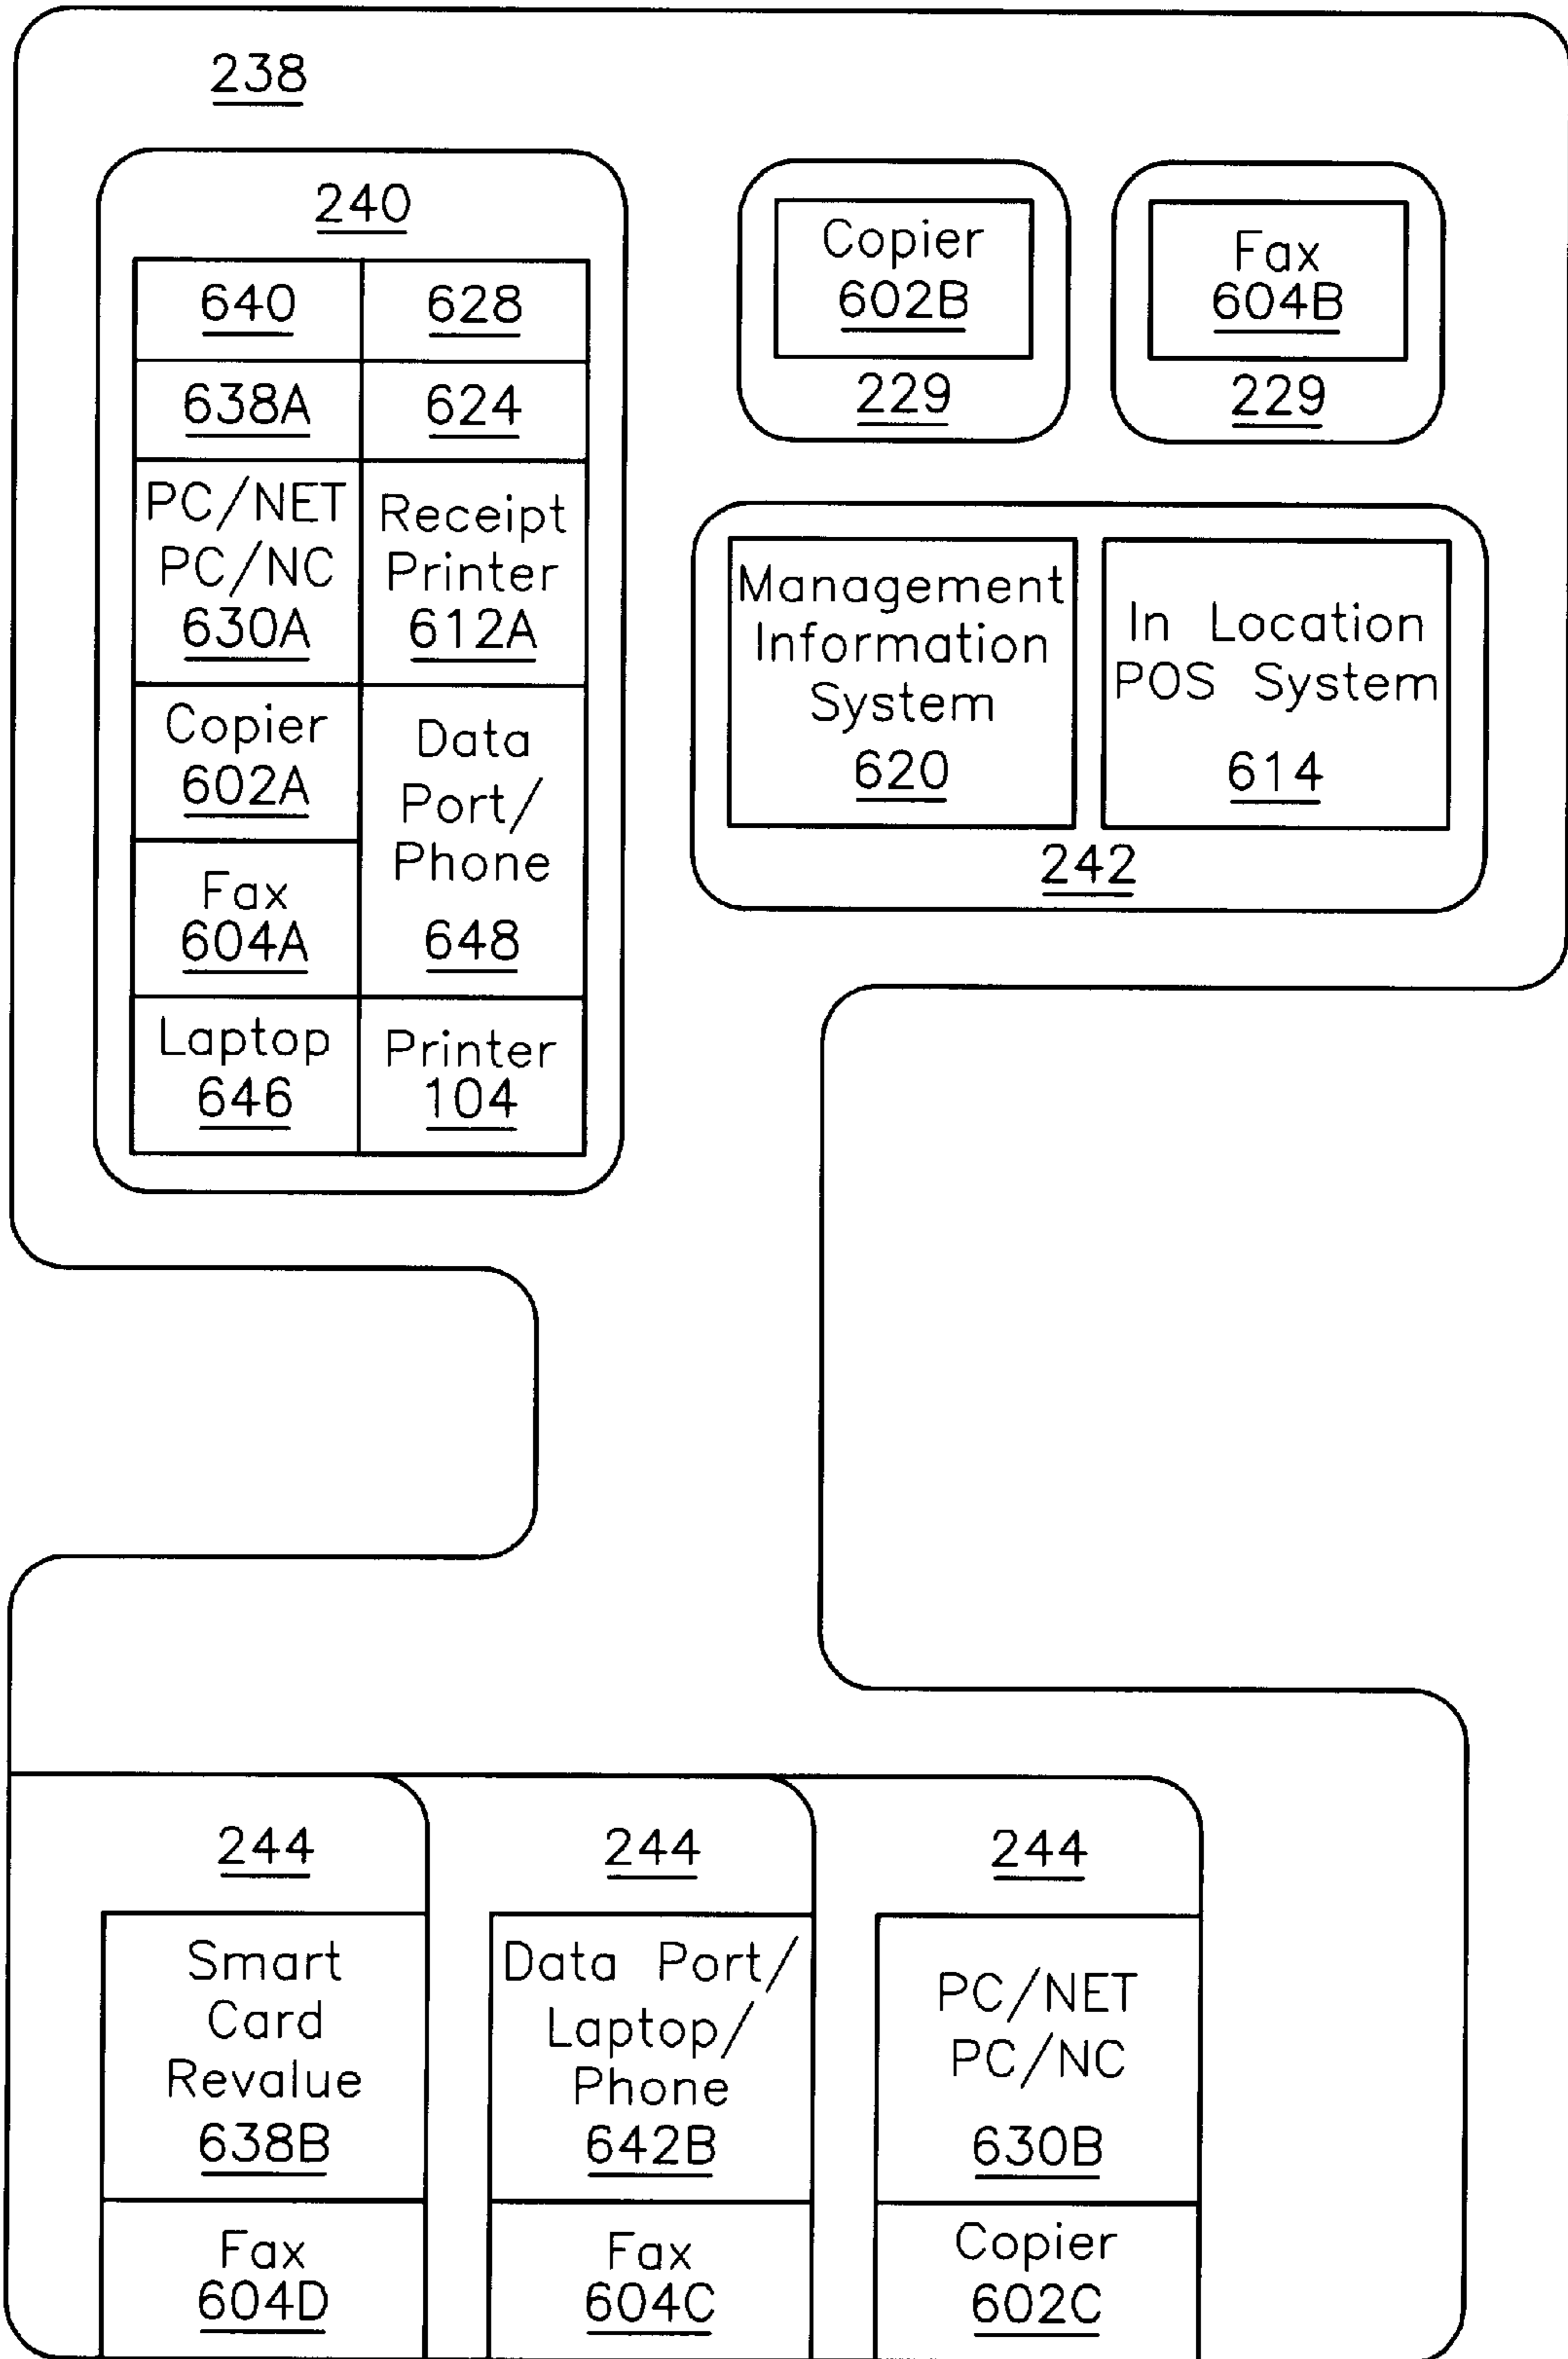 238
240
640
628
638A
624
PC/NET
PC/NC
630A
Receipt
Printer
612A
Copier
602A
Data
Port/
Phone
648
Fax
604A
Laptop
646
Printer
104
Copier
602B
229
Fax
604B
229
Management
Information
System
620
In Location
POS System
614
242
244
Smart
Card
Revalue
638B
Fax
604D
244
Data Port/
Laptop/
Phone
642B
Fax
604C
244
PC/NET
PC/NC
630B
Copier
602C